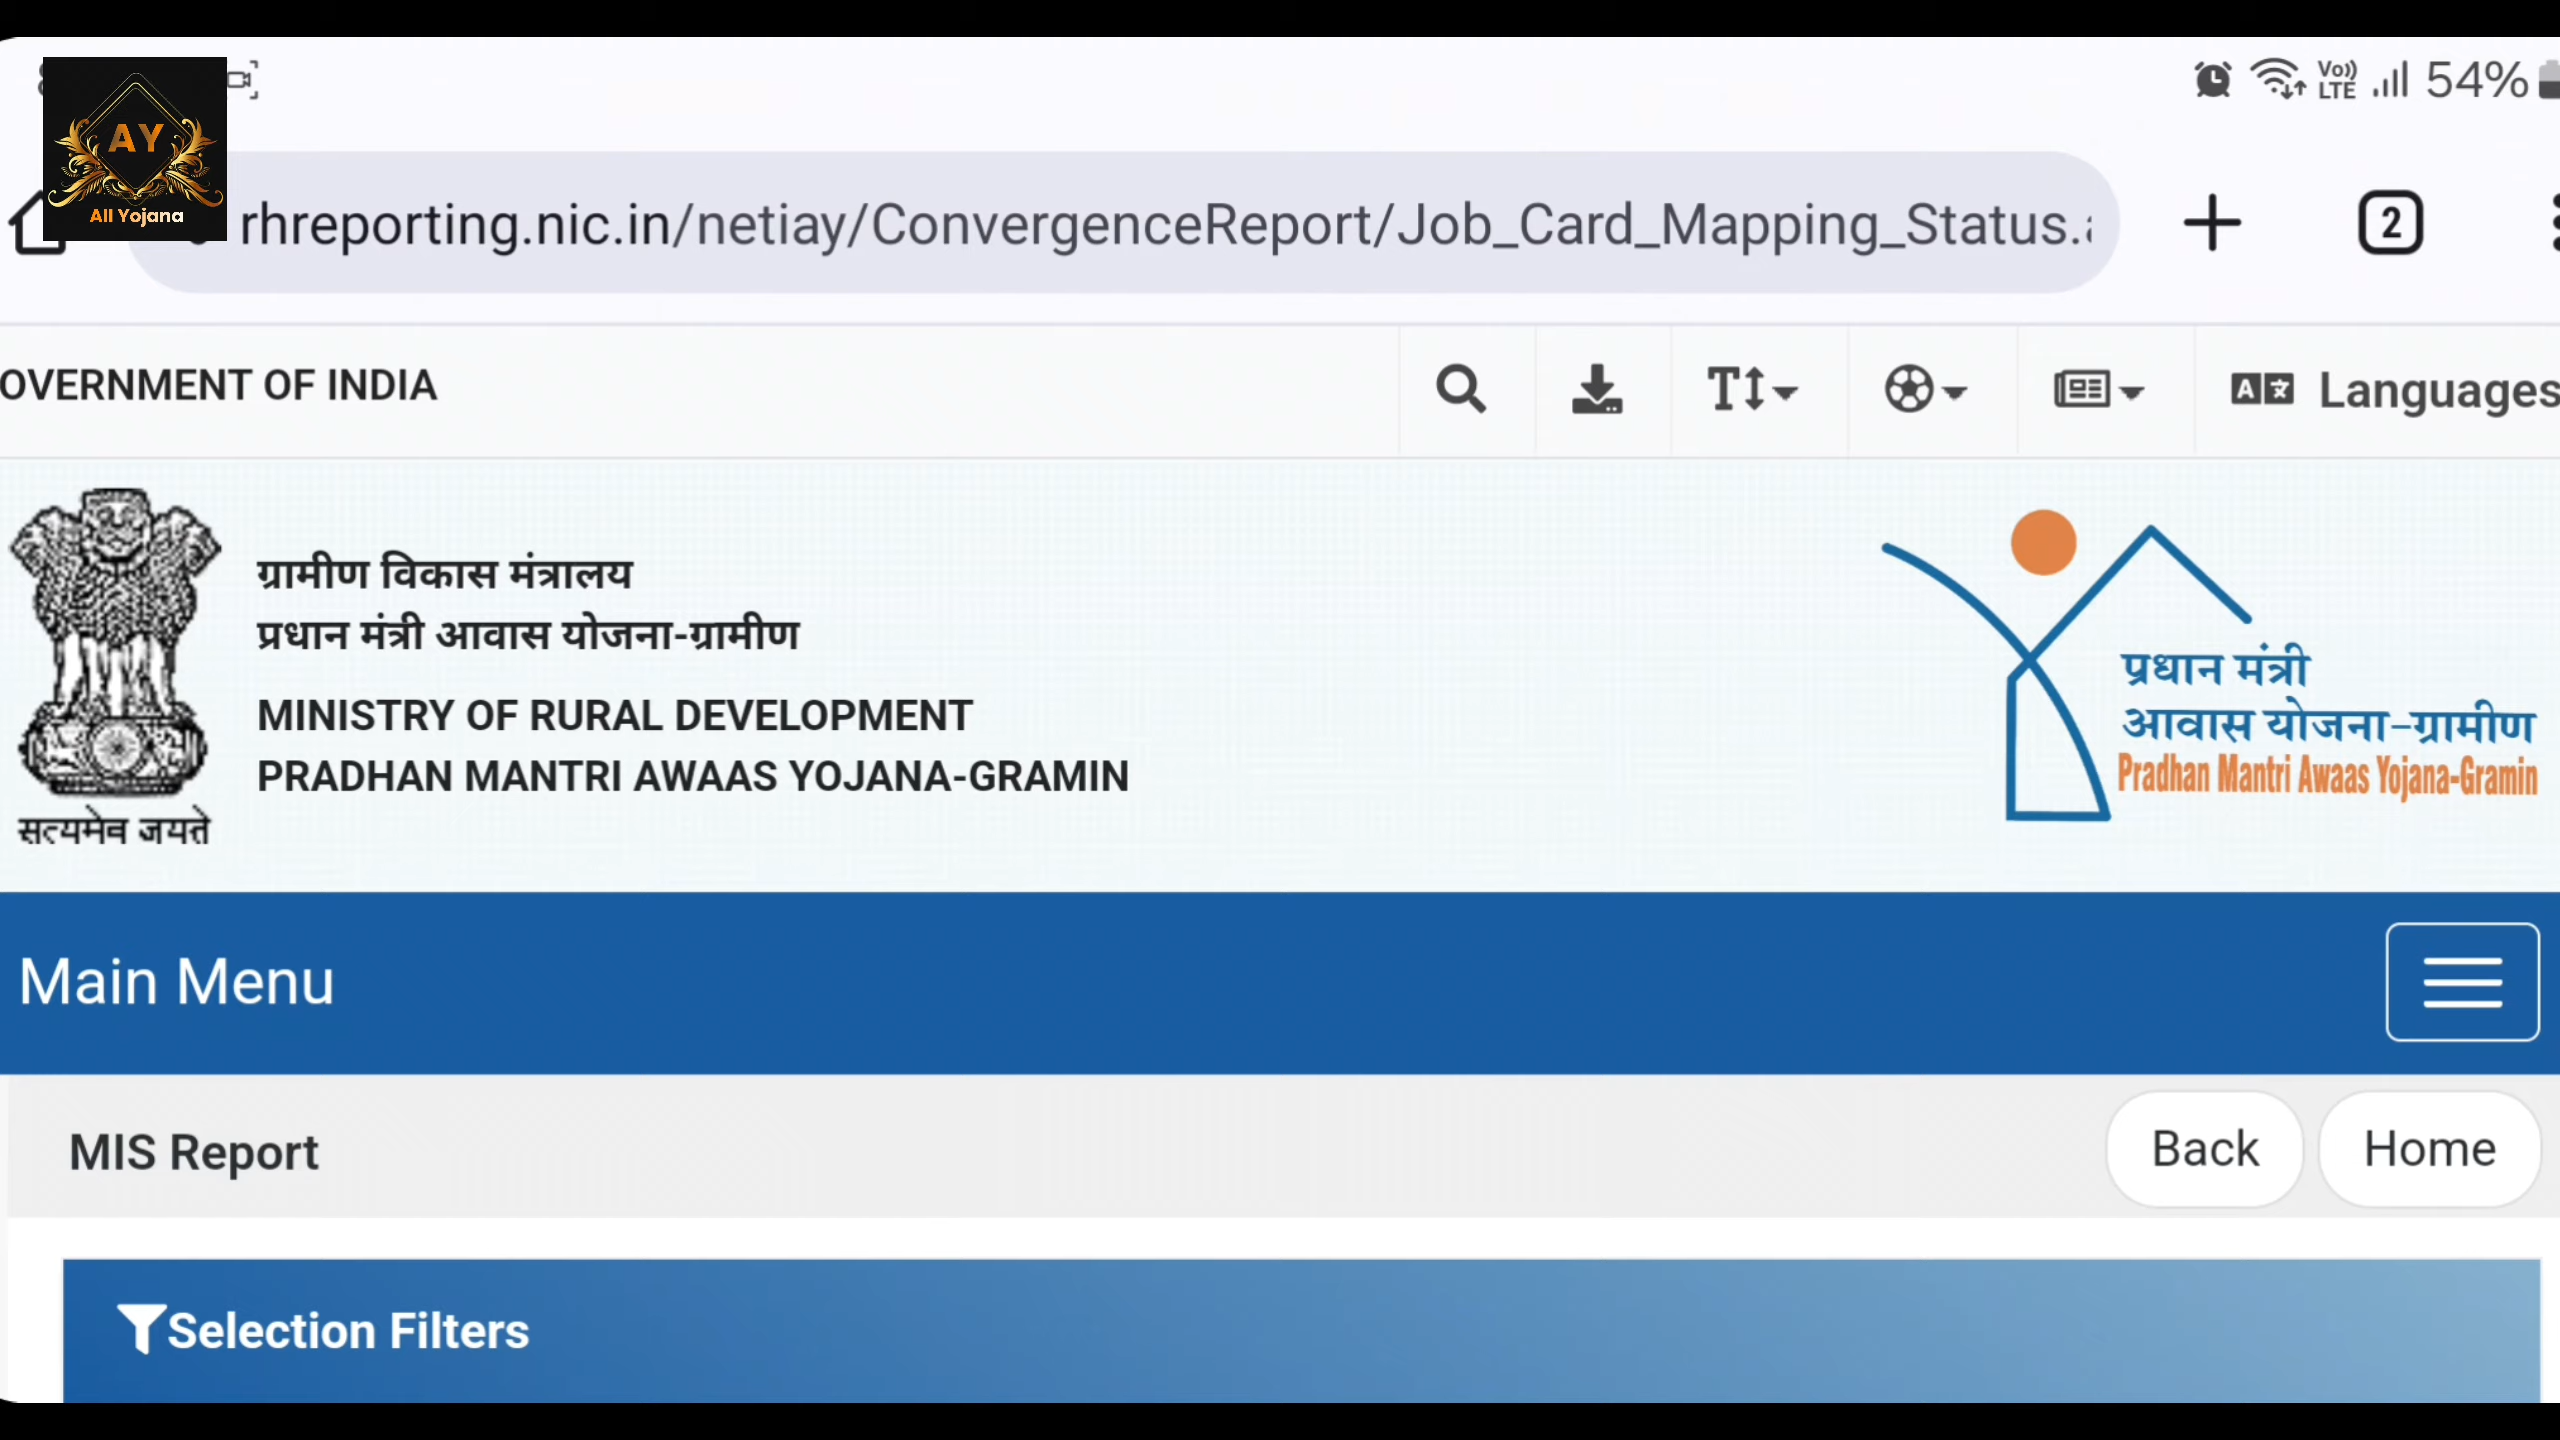 54%
Vo)) LTE
AY
All Yojana
rhreporting.nic.in/netiay/ConvergenceReport/Job_Card_Mapping_Status.
2
OVERNMENT OF INDIA
Languages
ग्रामीण विकास मंत्रालय
प्रधान मंत्री आवास योजना-ग्रामीण
MINISTRY OF RURAL DEVELOPMENT
PRADHAN MANTRI AWAAS YOJANA-GRAMIN
सत्यमेव जयते
प्रधान मंत्री
आवास योजना-ग्रामीण
Pradhan Mantri Awaas Yojana-Gramin
Main Menu
MIS Report
Back
Home
Selection Filters